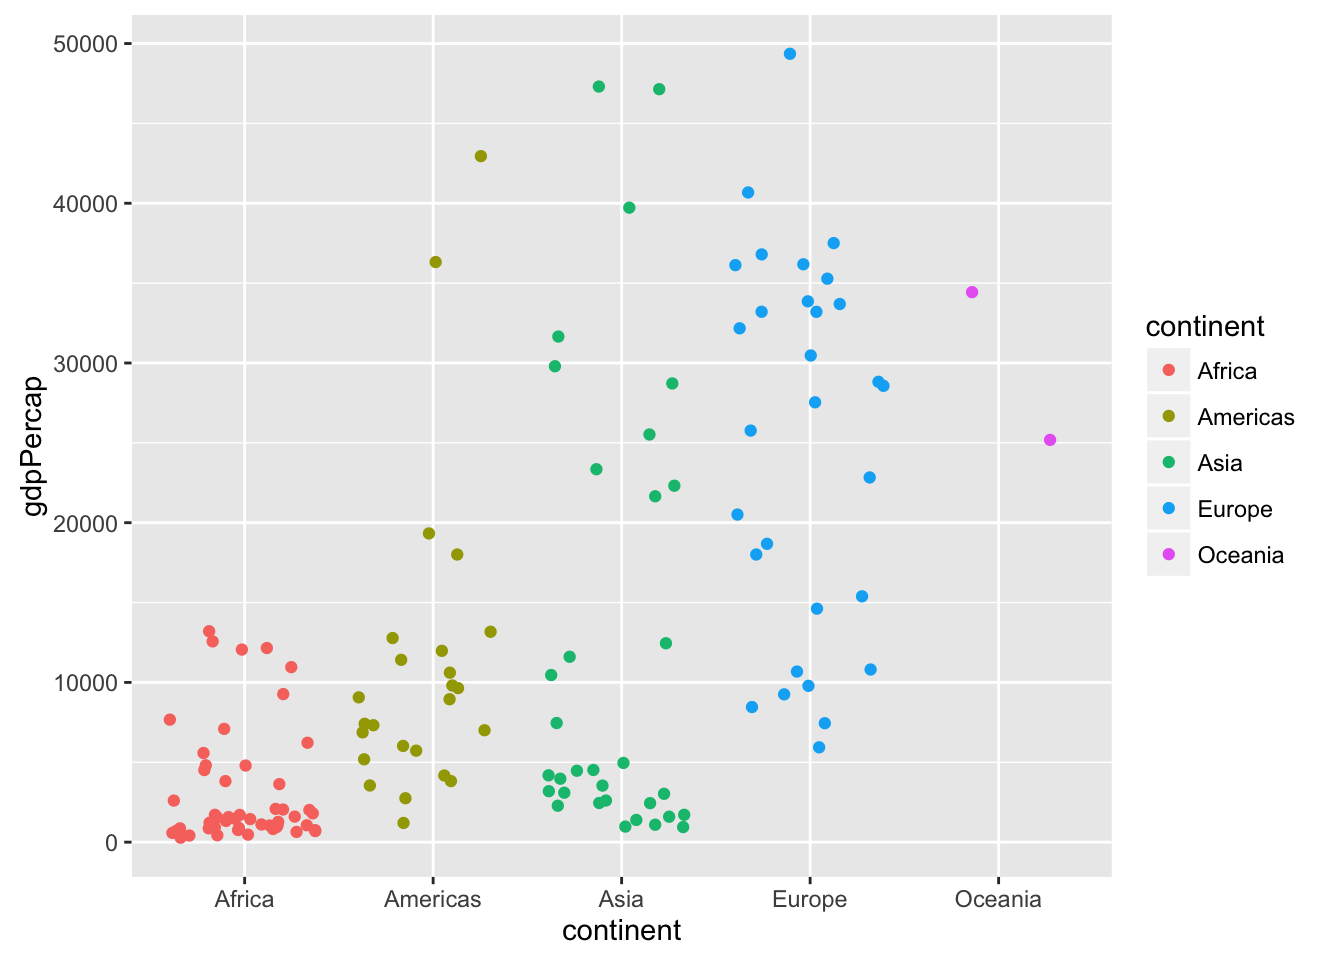 50000
40000
30000
20000
10000
0
gdpPercap
Africa Americas Asia Europe Oceania
continent
continent
Africa
Americas
Asia
Europe
Oceania